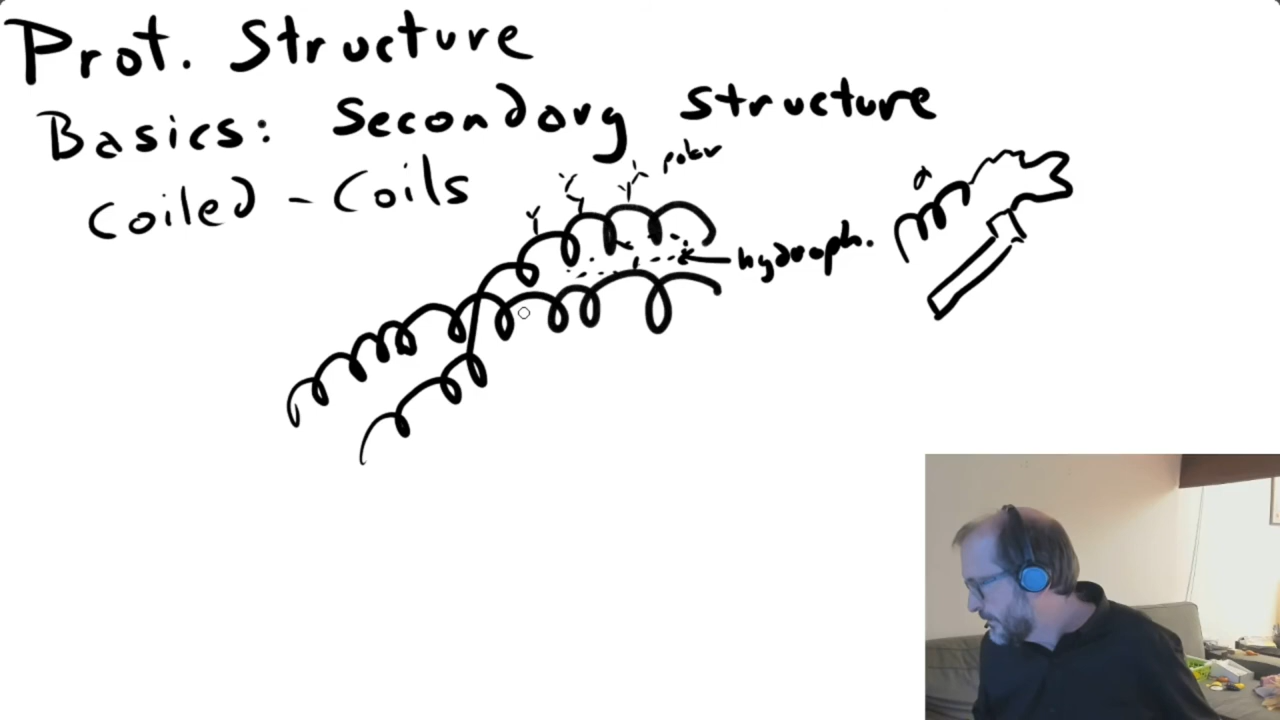 Prot. Structure
Basics: Secondary structure
Coiled - Coils
polar
α
hydroph.